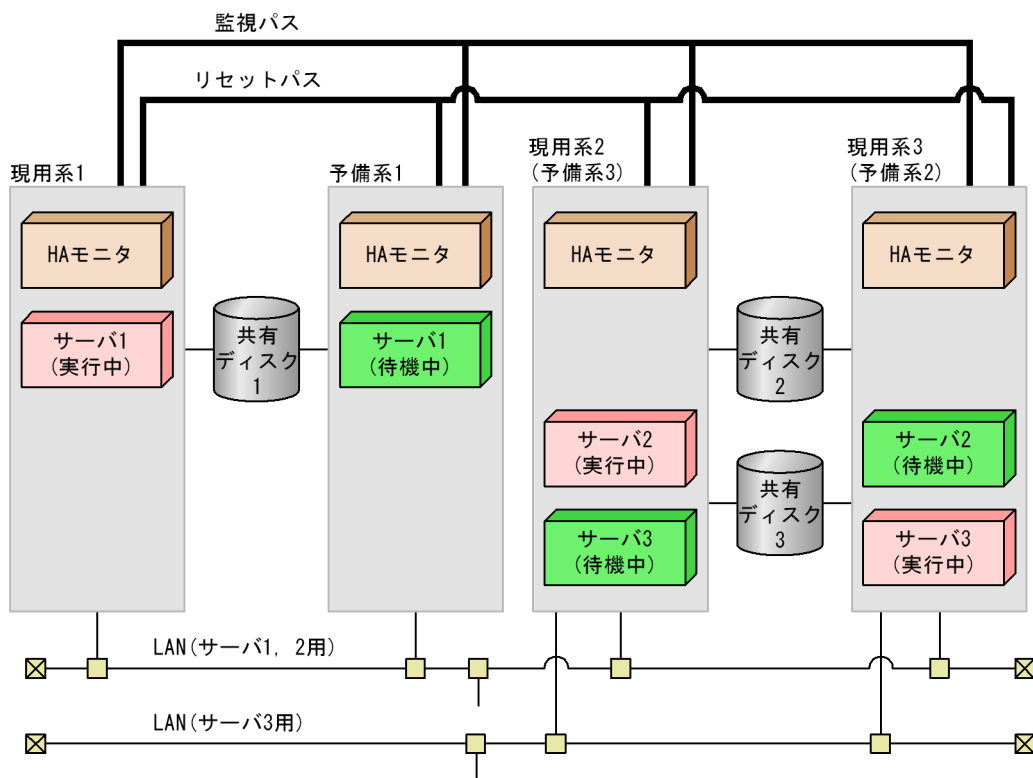 監視パス
リセットパス
現用系1
予備系1
現用系2
(予備系3)
現用系3
(予備系2)
HAモニタ
HAモニタ
HAモニタ
HAモニタ
サーバ1
(実行中)
共有
ディスク
1
サーバ1
(待機中)
共有
ディスク
2
サーバ2
(実行中)
サーバ2
(待機中)
共有
ディスク
3
サーバ3
(待機中)
サーバ3
(実行中)
LAN(サーバ1, 2用)
LAN(サーバ3用)